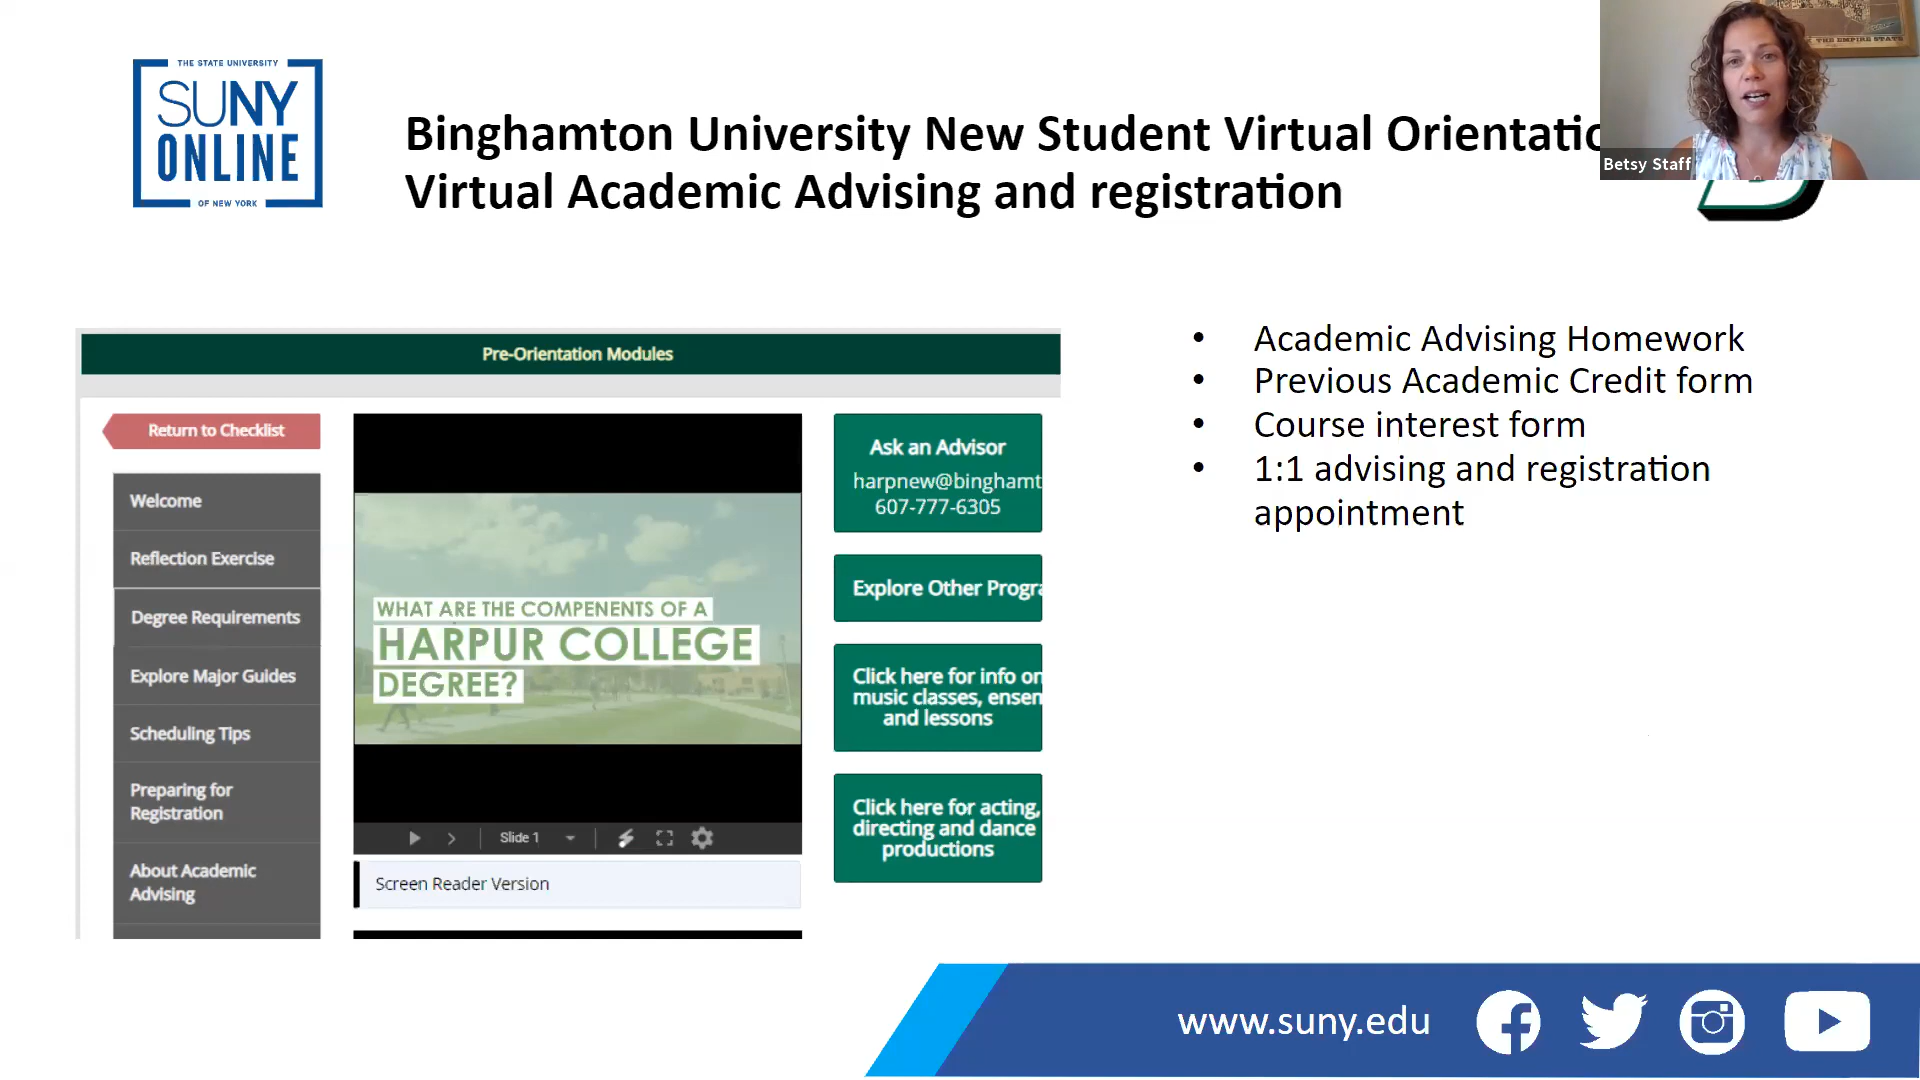 THE STATE UNIVERSITY
SUNY
ONLINE
OF NEW YORK
Binghamton University New Student Virtual Orientatio
Virtual Academic Advising and registration
THE EMPIRE STATE
Betsy Staff
Pre-Orientation Modules
Return to Checklist
Welcome
Reflection Exercise
Degree Requirements
Explore Major Guides
Scheduling Tips
Preparing for
Registration
About Academic
Advising
WHAT ARE THE COMPENENTS OF A
HARPUR COLLEGE
DEGREE?
Slide 1
Screen Reader Version
Ask an Advisor
harpnew@binghamt
607-777-6305
Explore Other Progra
Click here for info on
music classes, ensem
and lessons
Click here for acting,
directing and dance
productions
• Academic Advising Homework
• Previous Academic Credit form
• Course interest form
• 1:1 advising and registration
appointment
www.suny.edu